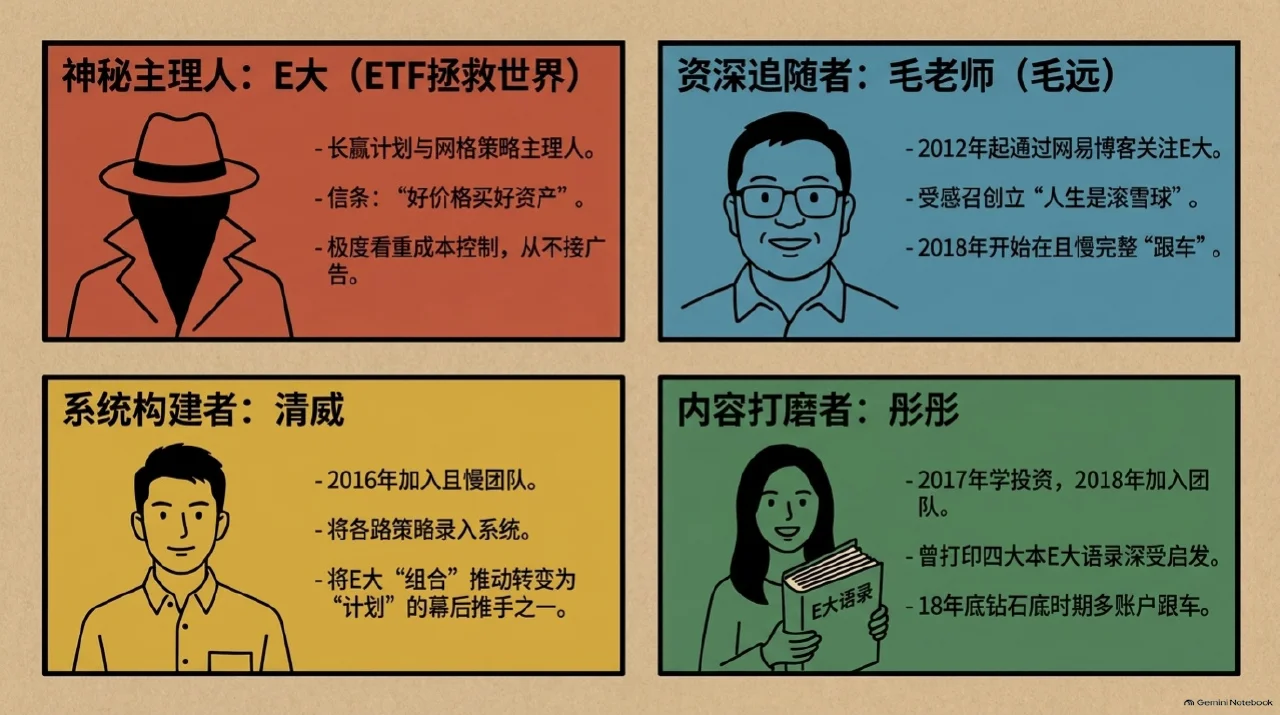 神秘主理人：E大（ETF拯救世界）
- 长赢计划与网格策略主理人。
- 信条：“好价格买好资产”。
- 极度看重成本控制，从不接广
告。
资深追随者：毛老师（毛远）
- 2012年起通过网易博客关注E大。
- 受感召创立“人生是滚雪球”。
- 2018年开始在且慢完整“跟车”。
系统构建者：清威
- 2016年加入且慢团队。
- 将各路策略录入系统。
- 将E大“组合”推动转变为
“计划”的幕后推手之一。
内容打磨者：彤彤
- 2017年学投资，2018年加入团
队。
- 曾打印四大本E大语录深受启发。
- 18年底钻石底时期多账户跟车。
E大语录
Gemini Notebook